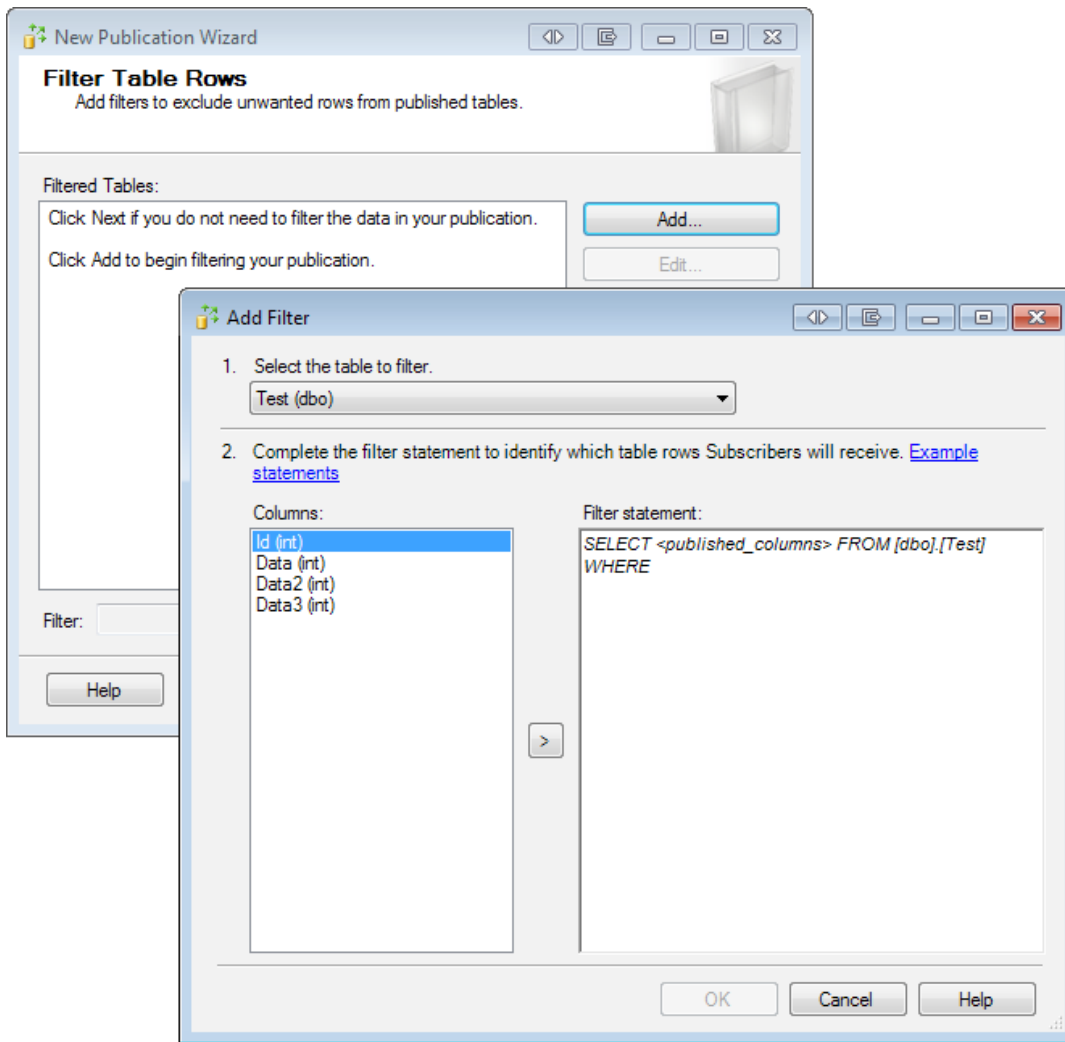 New Publication Wizard
Filter Table Rows
Add filters to exclude unwanted rows from published tables.
Filtered Tables:
Click Next if you do not need to filter the data in your publication.
Click Add to begin filtering your publication.
Add...
Edit...
Filter:
Help
Add Filter
1. Select the table to filter.
Test (dbo)
2. Complete the filter statement to identify which table rows Subscribers will receive. Example
statements
Columns:
Id (int)
Data (int)
Data2 (int)
Data3 (int)
>
Filter statement:
SELECT <published_columns> FROM [dbo].[Test]
WHERE
OK
Cancel
Help